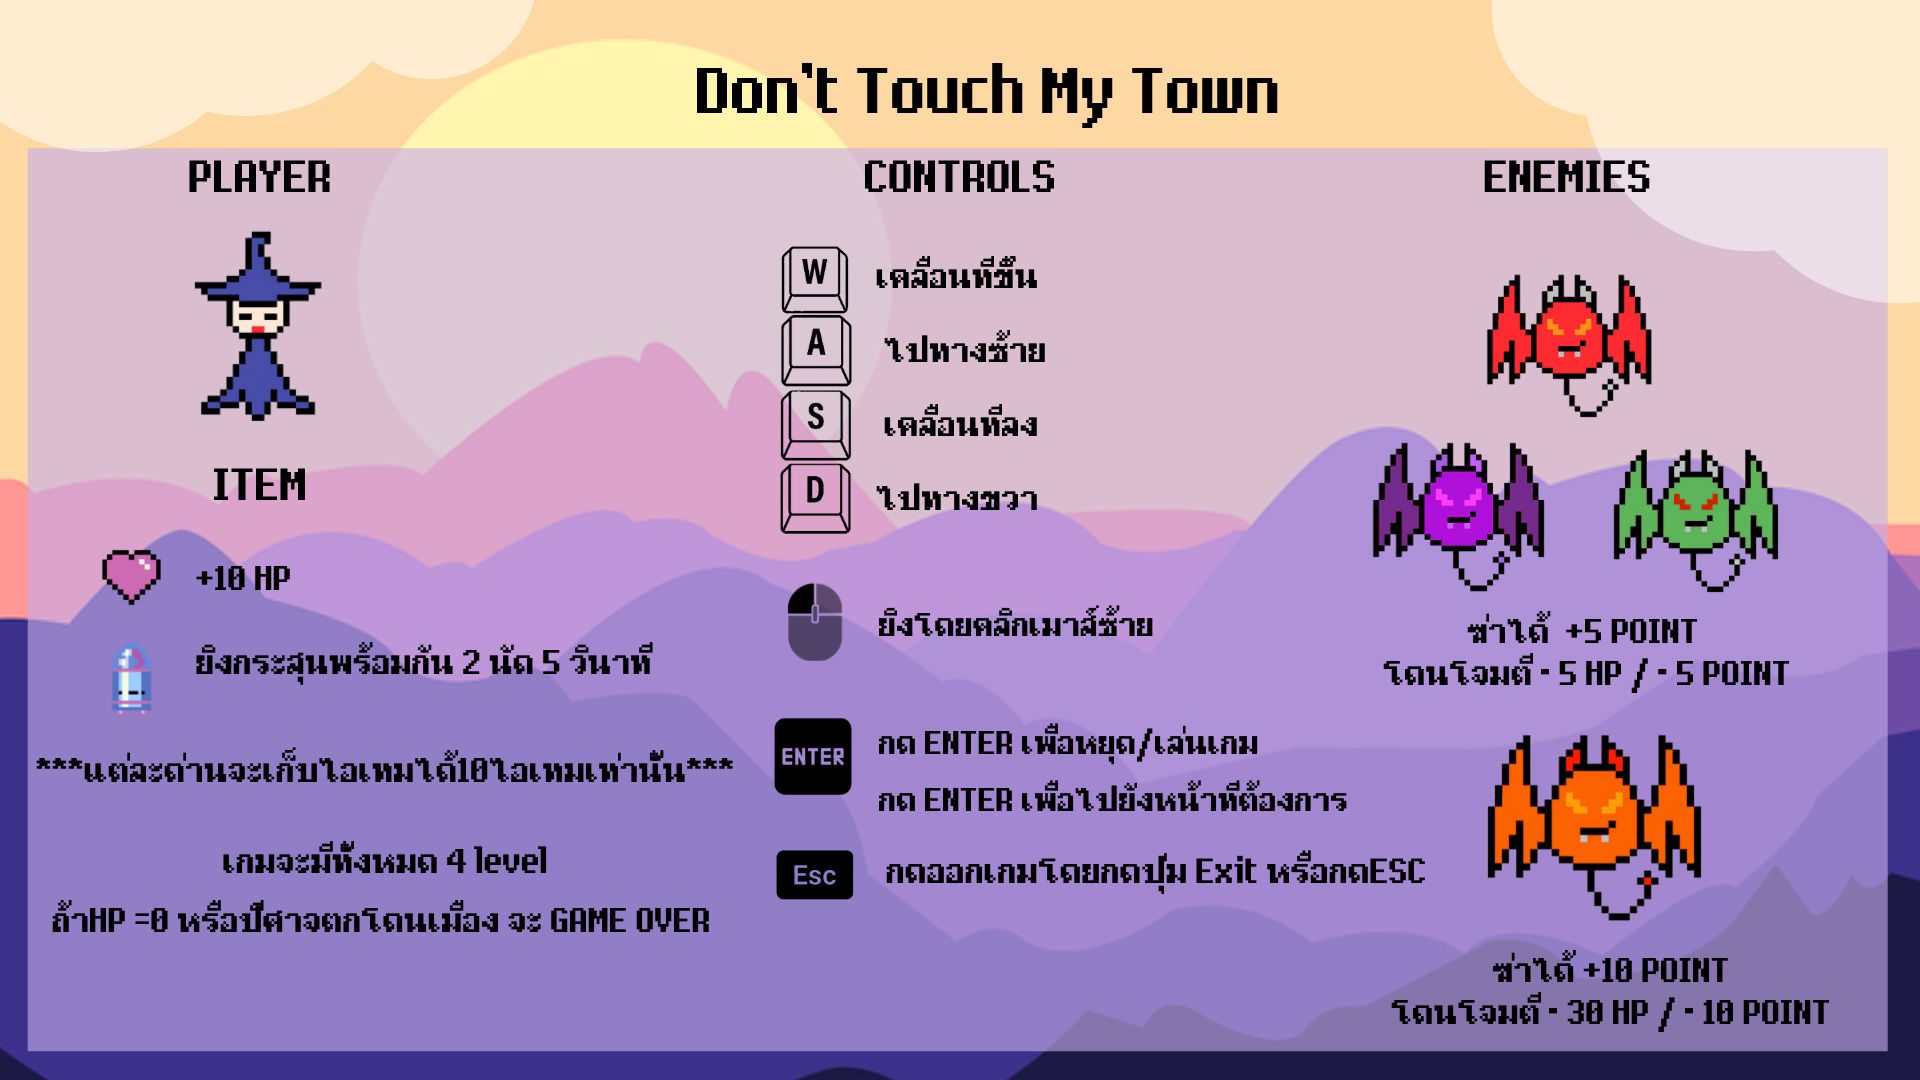 Don't Touch My Town
PLAYER
ITEM
+10 HP
ยิงกระสุนพร้อมกัน 2 นัด 5 วินาที
***แต่ละด่านจะเก็บไอเทมได้10ไอเทมเท่านั้น***
เกมจะมีทั้งหมด 4 level
ถ้าHP =0 หรือปีศาจตกโดนเมือง จะ GAME OVER
CONTROLS
W เคลื่อนที่ขึ้น
A ไปทางซ้าย
S เคลื่อนที่ลง
D ไปทางขวา
ยิงโดยคลิกเมาส์ซ้าย
ENTER กด ENTER เพื่อหยุด/เล่นเกม
กด ENTER เพื่อไปยังหน้าที่ต้องการ
Esc กดออกเกมโดยกดปุ่ม Exit หรือกดESC
ENEMIES
ฆ่าได้ +5 POINT
โดนโจมตี - 5 HP / - 5 POINT
ฆ่าได้ +10 POINT
โดนโจมตี - 30 HP / - 10 POINT